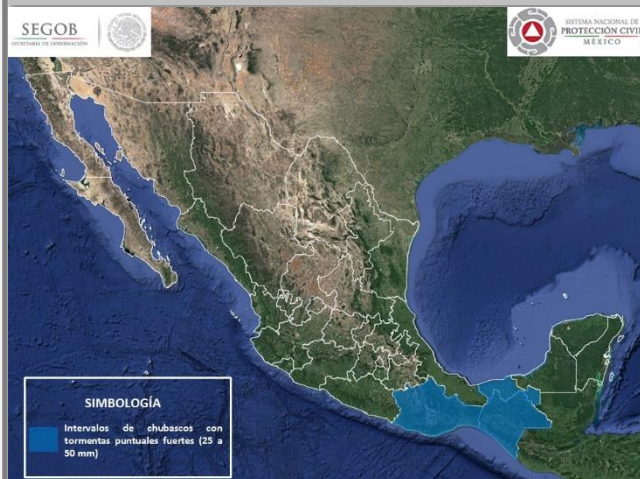 SEGOB
SECRETARÍA DE GOBERNACIÓN
SISTEMA NACIONAL DE
PROTECCIÓN CIVIL
MÉXICO
SIMBOLOGÍA
Intervalos de chubascos con
tormentas puntuales fuertes (25 a
50 mm)